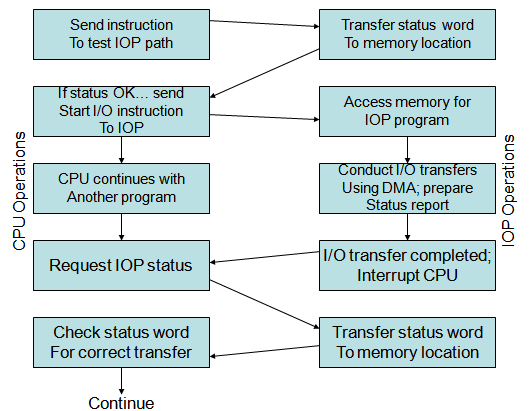 Send instruction
To test IOP path
Transfer status word
To memory location
If status OK... send
Start I/O instruction
To IOP
Access memory for
IOP program
CPU Operations
CPU continues with
Another program
Conduct I/O transfers
Using DMA; prepare
Status report
IOP Operations
Request IOP status
I/O transfer completed;
Interrupt CPU
Check status word
For correct transfer
Transfer status word
To memory location
Continue